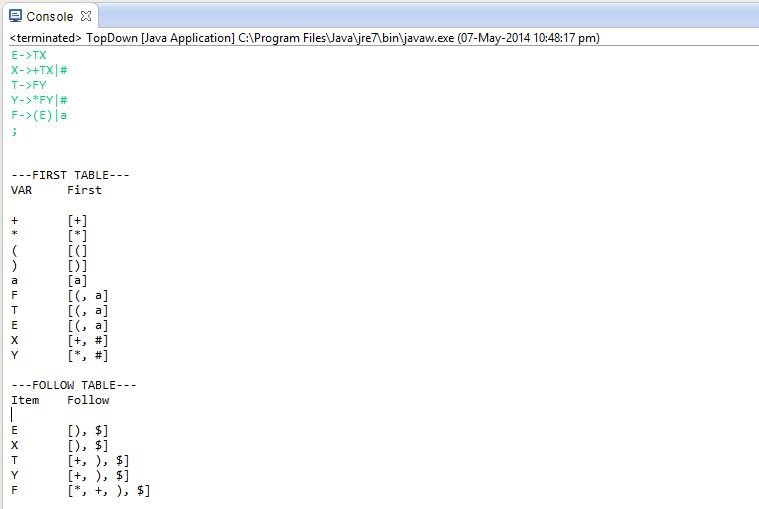 Console
<terminated> TopDown [Java Application] C:\Program Files\Java\jre7\bin\javaw.exe (07-May-2014 10:48:17 pm)
E->TX
X->+TX|#
T->FY
Y->*FY|#
F->(E)|a
;
---FIRST TABLE---
VAR First
+ [+]
* [*]
( [(]
) [)]
a [a]
F [(, a]
T [(, a]
E [(, a]
X [+, #]
Y [*, #]
---FOLLOW TABLE---
Item Follow
E [), $]
X [), $]
T [+, ), $]
Y [+, ), $]
F [*, +, ), $]